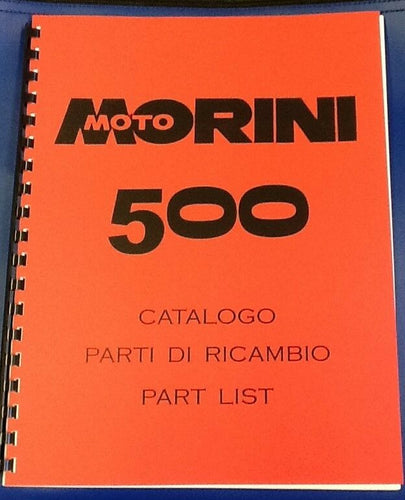 MOTO MORINI
500
CATALOGO
PARTI DI RICAMBIO
PART LIST